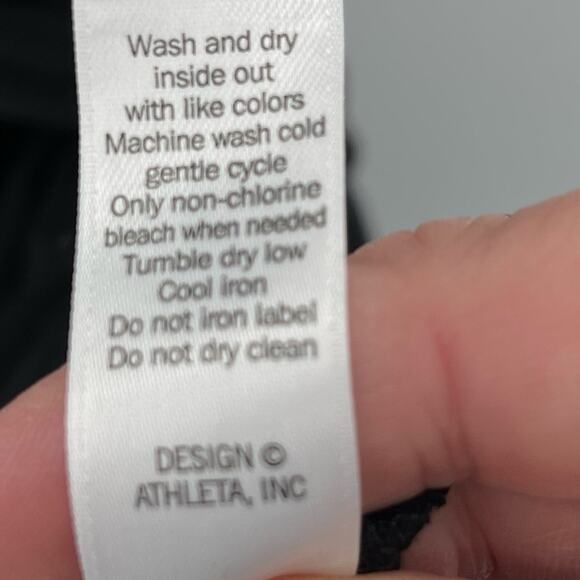 Wash and dry
inside out
with like colors
Machine wash cold
gentle cycle
Only non-chlorine
bleach when needed
Tumble dry low
Cool iron
Do not iron label
Do not dry clean
DESIGN ©
ATHLETA, INC